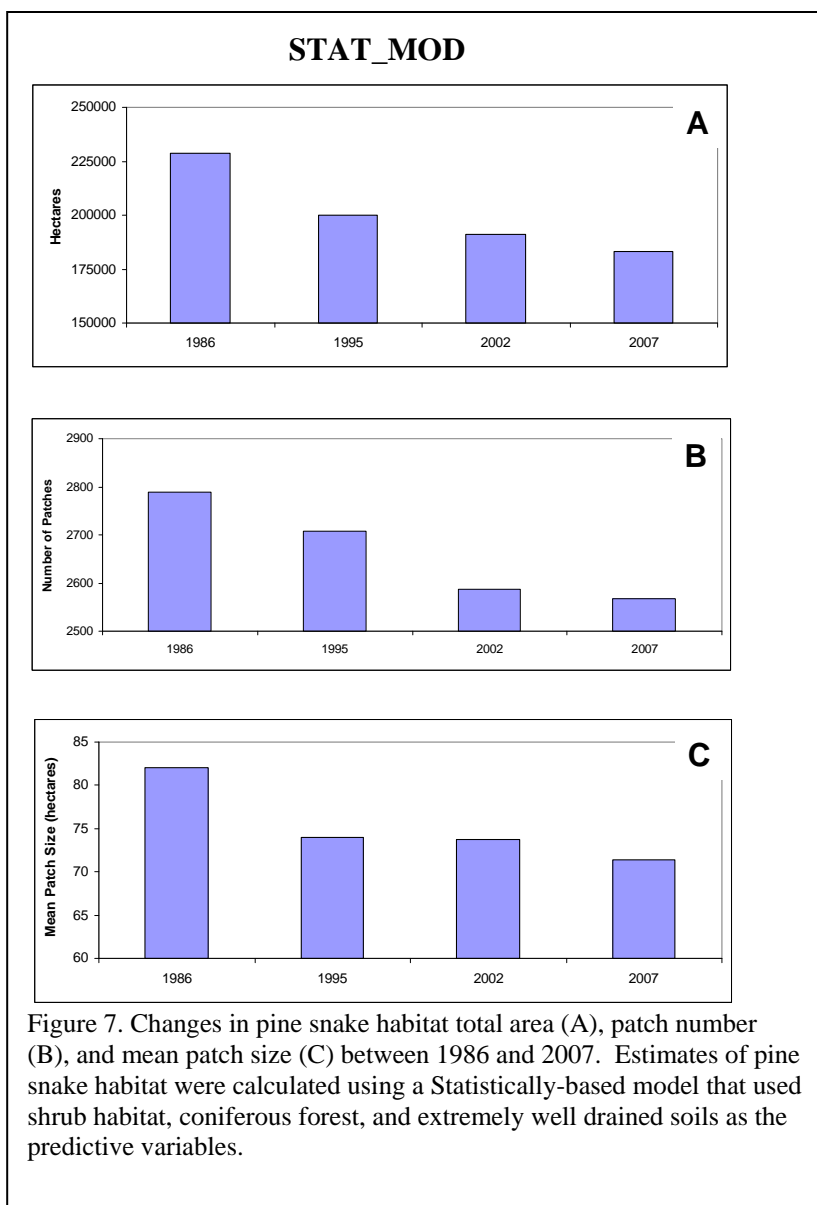 STAT_MOD
A
250000
225000
200000
175000
150000
Hectares
1986 1995 2002 2007
B
2900
2800
2700
2600
2500
Number of Patches
1986 1995 2002 2007
C
85
80
75
70
65
60
Mean Patch Size (hectares)
1986 1995 2002 2007
Figure 7. Changes in pine snake habitat total area (A), patch number
(B), and mean patch size (C) between 1986 and 2007.  Estimates of pine
snake habitat were calculated using a Statistically-based model that used
shrub habitat, coniferous forest, and extremely well drained soils as the
predictive variables.